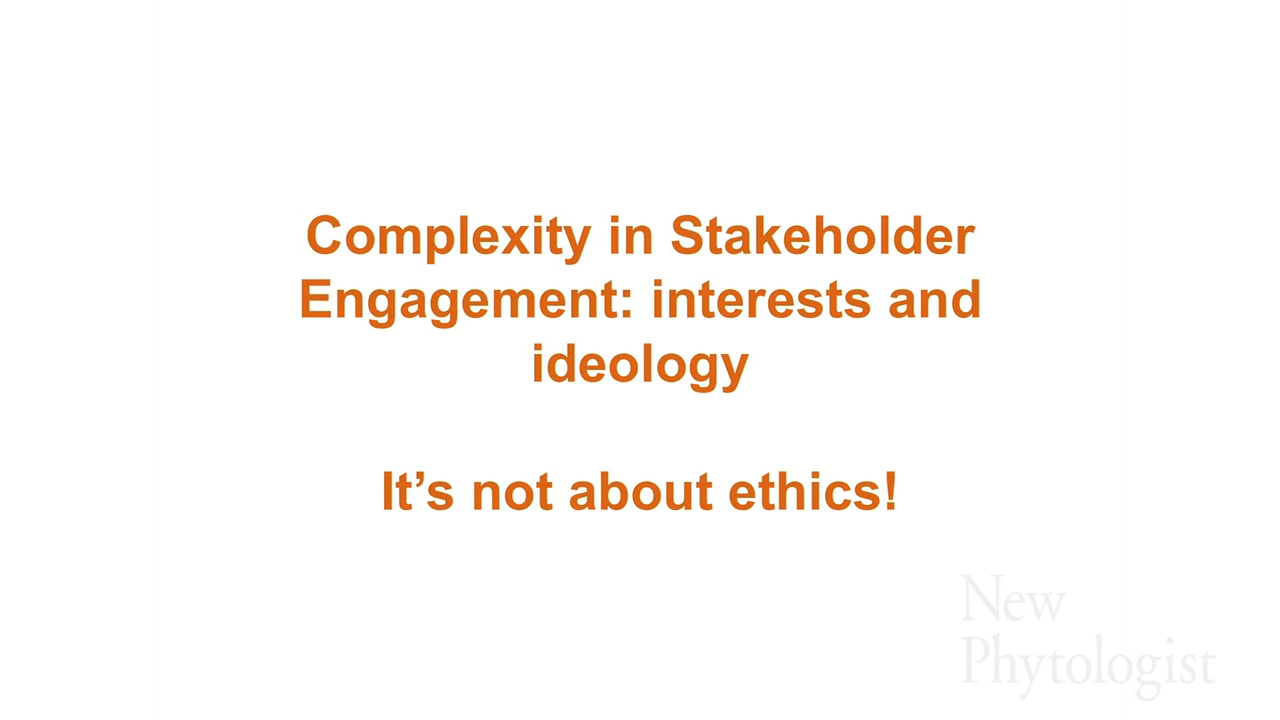 Complexity in Stakeholder
Engagement: interests and
ideology
It’s not about ethics!
New
Phytologist